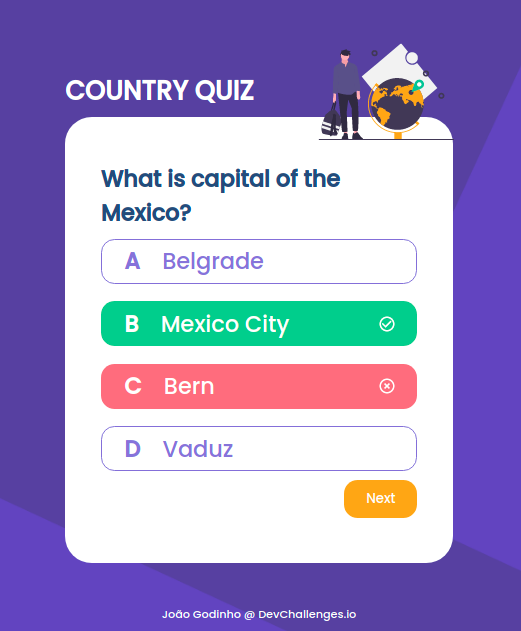 COUNTRY QUIZ
What is capital of the
Mexico?
A Belgrade
B Mexico City
C Bern
D Vaduz
Next
João Godinho @ DevChallenges.io